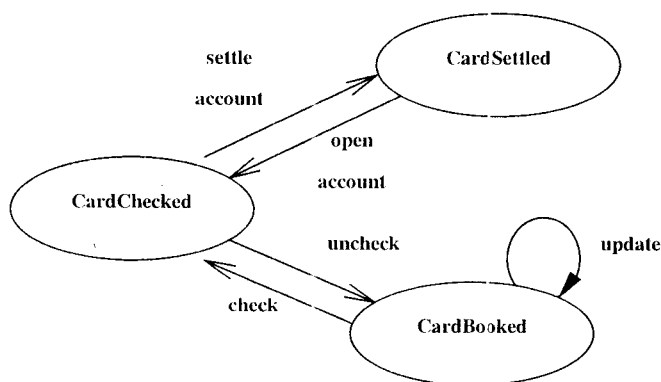 settle
account
CardSettled
open
account
CardChecked
uncheck
update
check
CardBooked